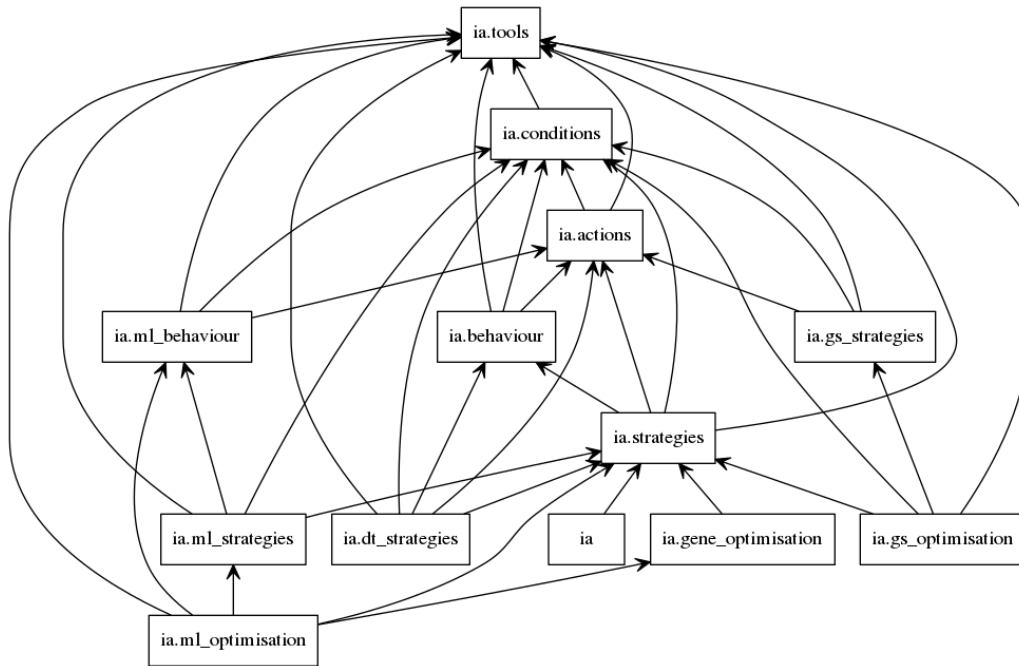 ia.tools
ia.conditions
ia.actions
ia.ml_behaviour
ia.behaviour
ia.gs_strategies
ia.strategies
ia.ml_strategies
ia.dt_strategies
ia
ia.gene_optimisation
ia.gs_optimisation
ia.ml_optimisation